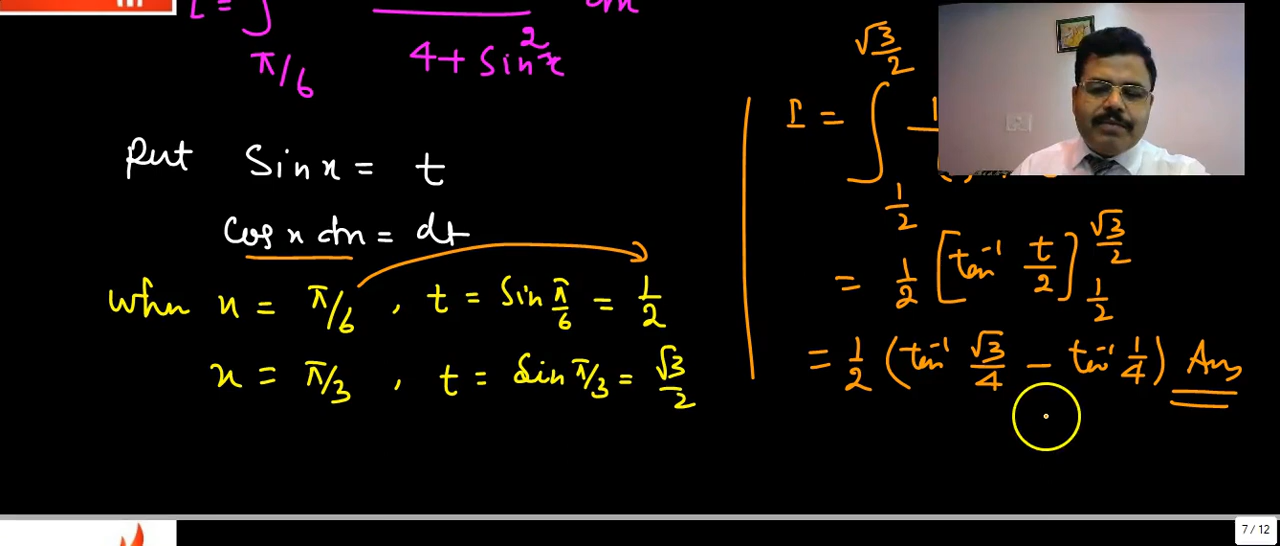 I = ∫ dx
π/6 4 + sin²x
Put Sin x = t
Cos x dx = dt
When x = π/6 , t = Sin π/6 = 1/2
x = π/3 , t = Sin π/3 = √3/2
√3/2
I = ∫ 1
1/2
= 1/2 [tan⁻¹ t/2] √3/2 1/2
= 1/2 (tan⁻¹ √3/4 – tan⁻¹ 1/4) Ans
7 / 12